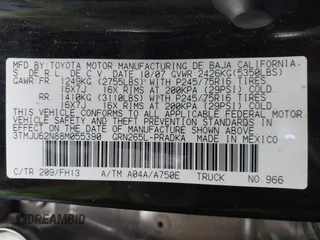 MFD BY:TOYOTA MOTOR MANUFACTURING DE BAJA CALIFORNIA.
S DE R.L DE C.V. DATE 10/07 GVWR 2426KG(5350LBS)
GAWR FR 1249KG (2755LBS) WITH P245/75R16 TIRES
16X7J 16X RIMS AT 200KPA (29PSI) COLD
RR 1410KG (3110LBS) WITH P245/75R16 TIRES
16X7J 16X RIMS AT 200KPA (29PSI) COLD
THIS VEHICLE CONFORMS TO ALL APPLICABLE FEDERAL MOTOR
VEHICLE SAFETY STANDARDS IN EFFECT ON THE DATE OF
MANUFACTURE SHOWN ABOVE.
3TMJU62N88M055390 GRN265L-PRADKA MADE IN MEXICO
C/TR 209/FH13 A/TM A04A/A750E TRUCK NO. 966
DREAMBID